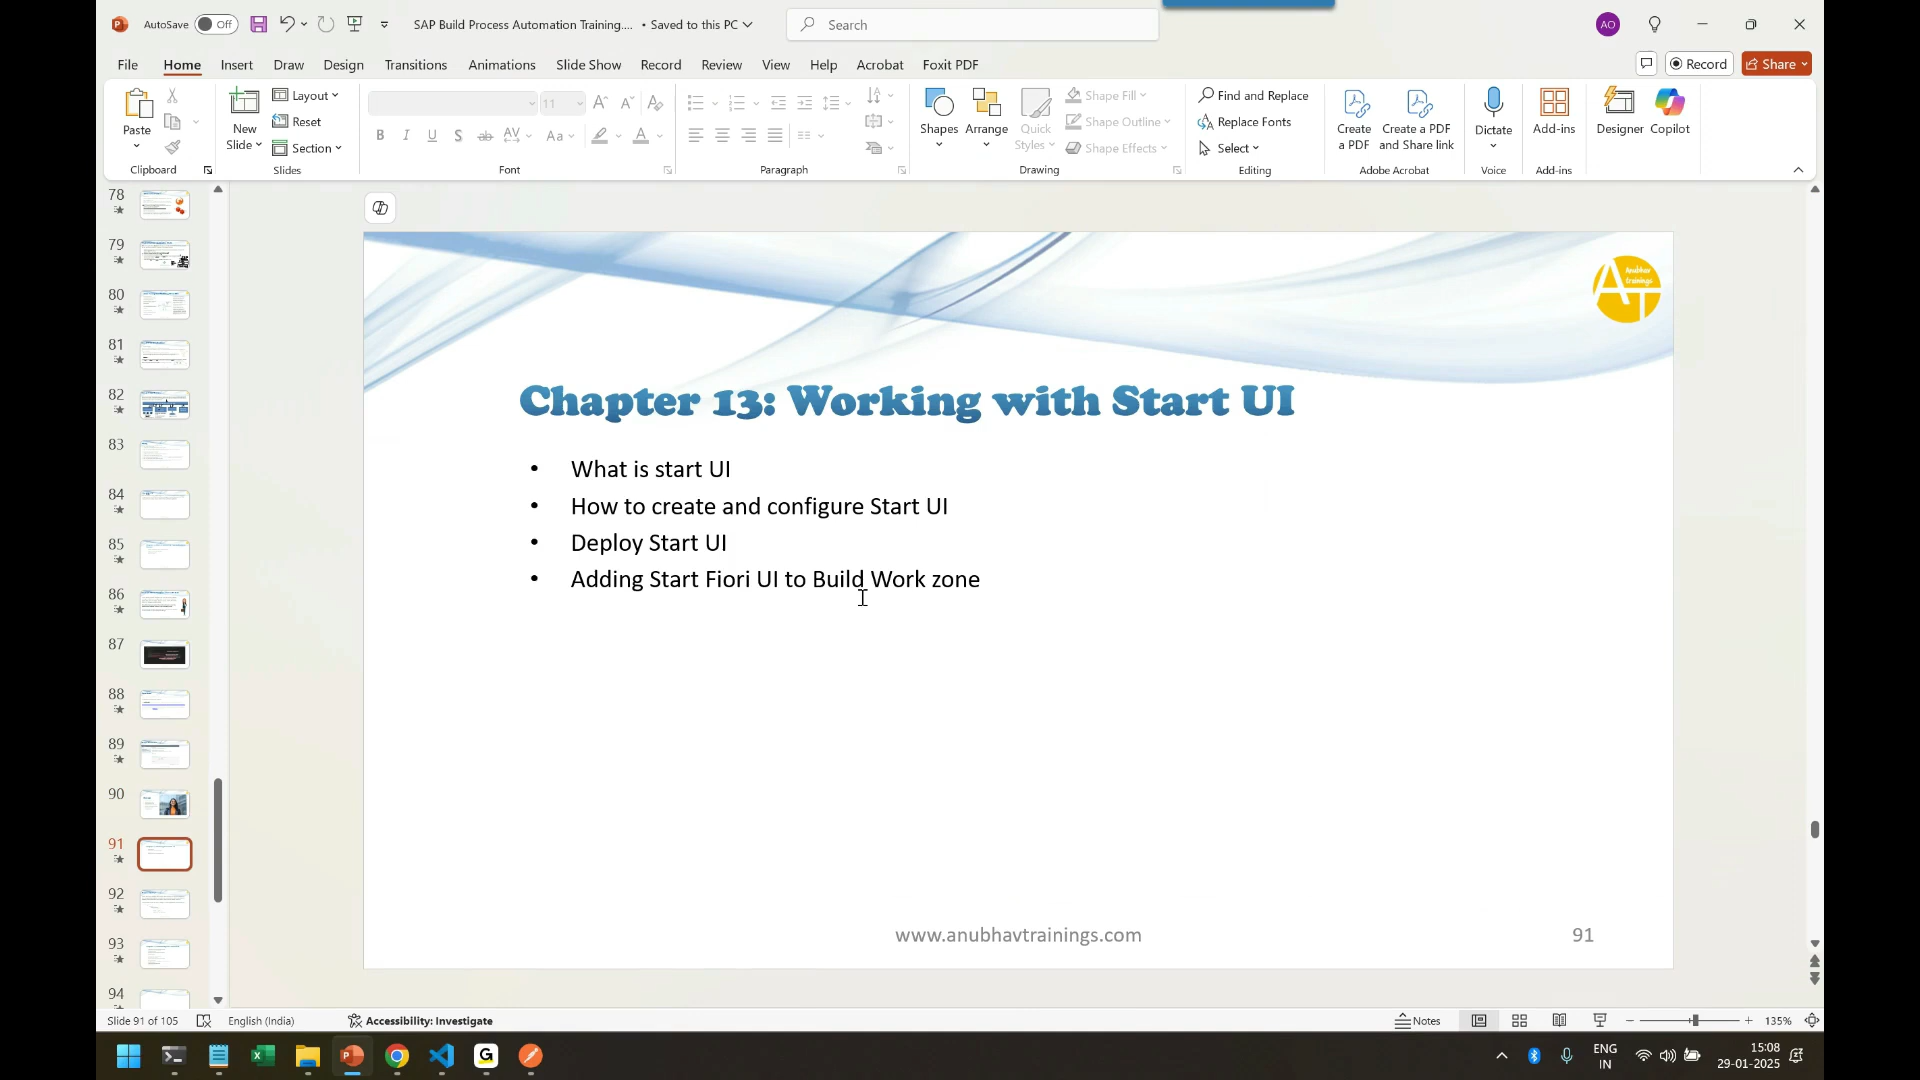 AutoSave Off SAP Build Process Automation Training.... • Saved to this PC Search AO
File Home Insert Draw Design Transitions Animations Slide Show Record Review View Help Acrobat Foxit PDF Record Share
Paste
Clipboard
New Slide
Layout
Reset
Section
Slides
11
Font
Paragraph
Shapes
Arrange
Quick Styles
Shape Fill
Shape Outline
Shape Effects
Drawing
Find and Replace
Replace Fonts
Select
Editing
Create a PDF
Create a PDF and Share link
Adobe Acrobat
Dictate
Voice
Add-ins
Add-ins
Designer
Copilot
78
79
80
81
82
83
84
85
86
87
88
89
90
91
92
93
94
Anubhav trainings
AT
Chapter 13: Working with Start UI
• What is start UI
• How to create and configure Start UI
• Deploy Start UI
• Adding Start Fiori UI to Build Work zone
www.anubhavtrainings.com
91
Slide 91 of 105 English (India) Accessibility: Investigate Notes 135%
ENG IN
15:08
29-01-2025